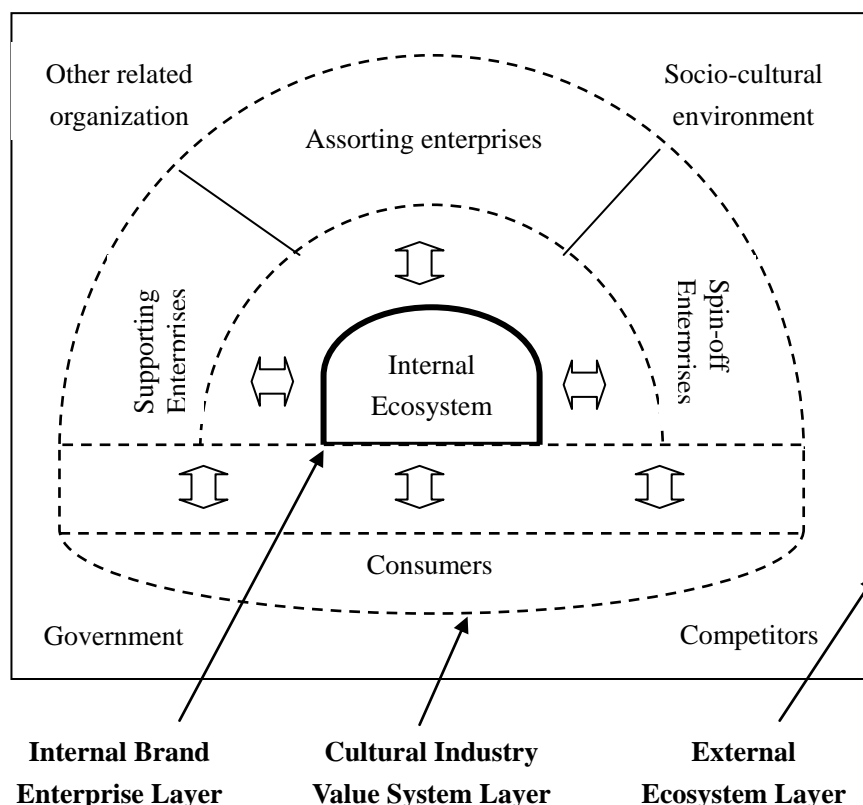 Other related
organization
Socio-cultural
environment
Assorting enterprises
Supporting
Enterprises
Spin-off
Enterprises
Internal
Ecosystem
Consumers
Government
Competitors
Internal Brand
Enterprise Layer
Cultural Industry
Value System Layer
External
Ecosystem Layer